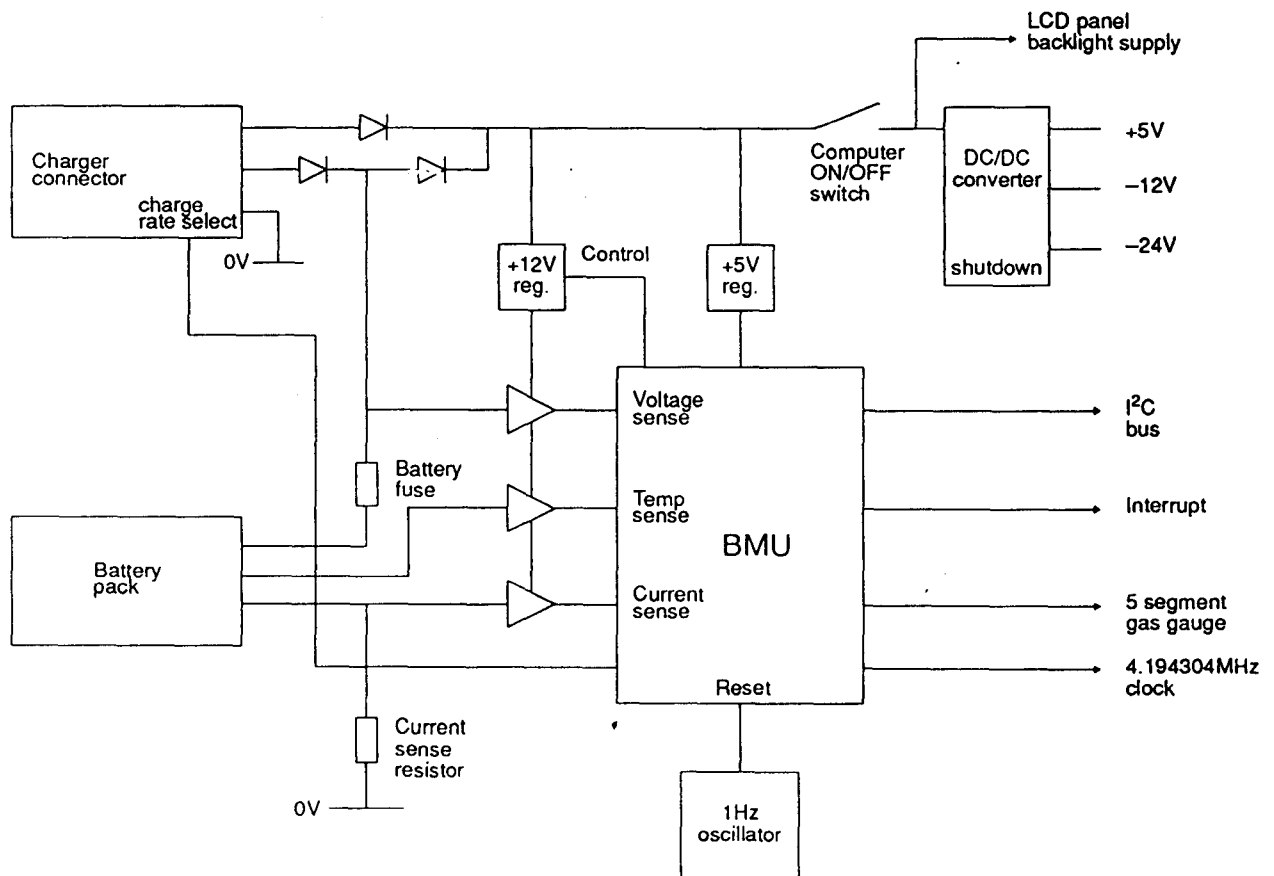 LCD panel
backlight supply
Charger
connector
charge
rate select
0V
Computer
ON/OFF
switch
DC/DC
converter
shutdown
+5V
−12V
−24V
+12V
reg.
Control
+5V
reg.
Voltage
sense
I²C
bus
Battery
fuse
Temp
sense
Interrupt
BMU
Battery
pack
Current
sense
5 segment
gas gauge
4.194304MHz
clock
Reset
Current
sense
resistor
0V
1Hz
oscillator